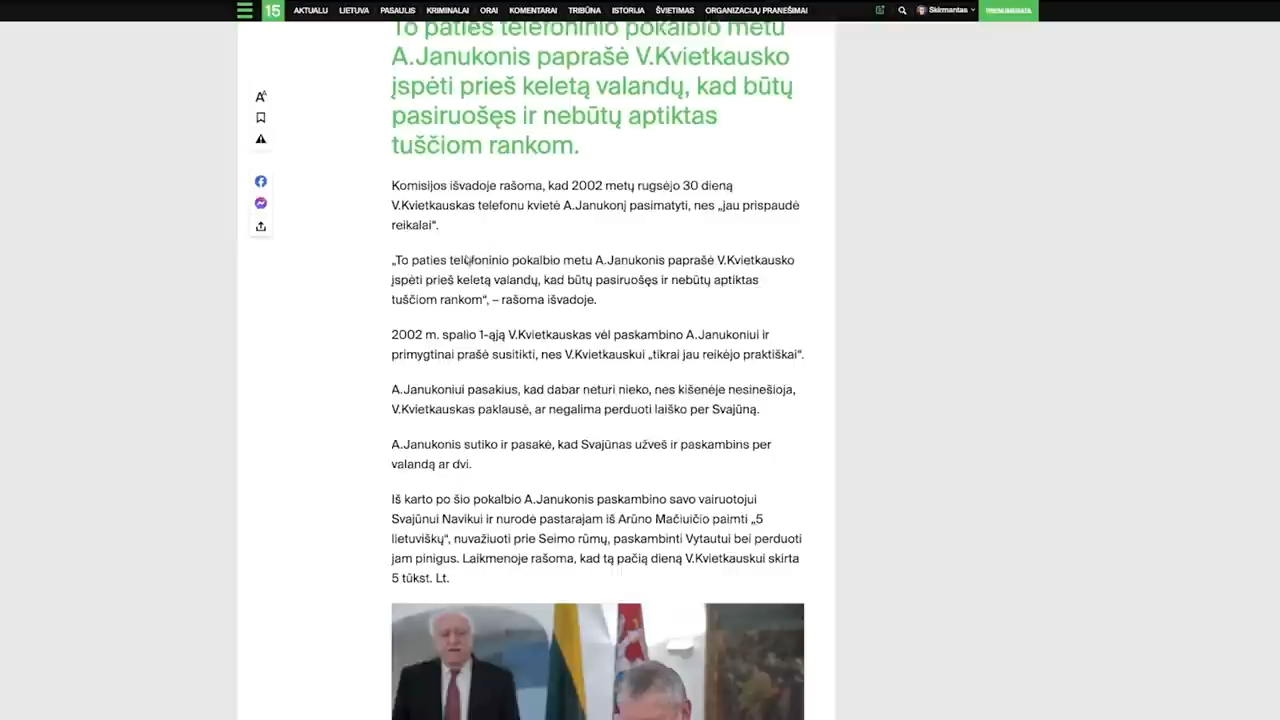 15
AKTUALU
LIETUVA
PASAULIS
KRIMINALAI
ORAI
KOMENTARAI
TRIBŪNA
ISTORIJA
ŠVIETIMAS
ORGANIZACIJŲ PRANEŠIMAI
Skirmantas
PRENUMERATA
To paties telefoninio pokalbio metu
A.Janukonis paprašė V.Kvietkausko
įspėti prieš keletą valandų, kad būtų
pasiruošęs ir nebūtų aptiktas
tuščiom rankom.
Komisijos išvadoje rašoma, kad 2002 metų rugsėjo 30 dieną
V.Kvietkauskas telefonu kvietė A.Janukonį pasimatyti, nes „jau prispaudė
reikalai“.
„To paties telefoninio pokalbio metu A.Janukonis paprašė V.Kvietkausko
įspėti prieš keletą valandų, kad būtų pasiruošęs ir nebūtų aptiktas
tuščiom rankom“, – rašoma išvadoje.
2002 m. spalio 1-ąją V.Kvietkauskas vėl paskambino A.Janukoniui ir
primygtinai prašė susitikti, nes V.Kvietkauskui „tikrai jau reikėjo praktiškai“.
A.Janukoniui pasakius, kad dabar neturi nieko, nes kišenėje nesinešioja,
V.Kvietkauskas paklausė, ar negalima perduoti laiško per Svajūną.
A.Janukonis sutiko ir pasakė, kad Svajūnas užveš ir paskambins per
valandą ar dvi.
Iš karto po šio pokalbio A.Janukonis paskambino savo vairuotojui
Svajūnui Navikui ir nurodė pastarajam iš Arūno Mačiuičio paimti „5
lietuviškų“, nuvažiuoti prie Seimo rūmų, paskambinti Vytautui bei perduoti
jam pinigus. Laikmenoje rašoma, kad tą pačią dieną V.Kvietkauskui skirta
5 tūkst. Lt.